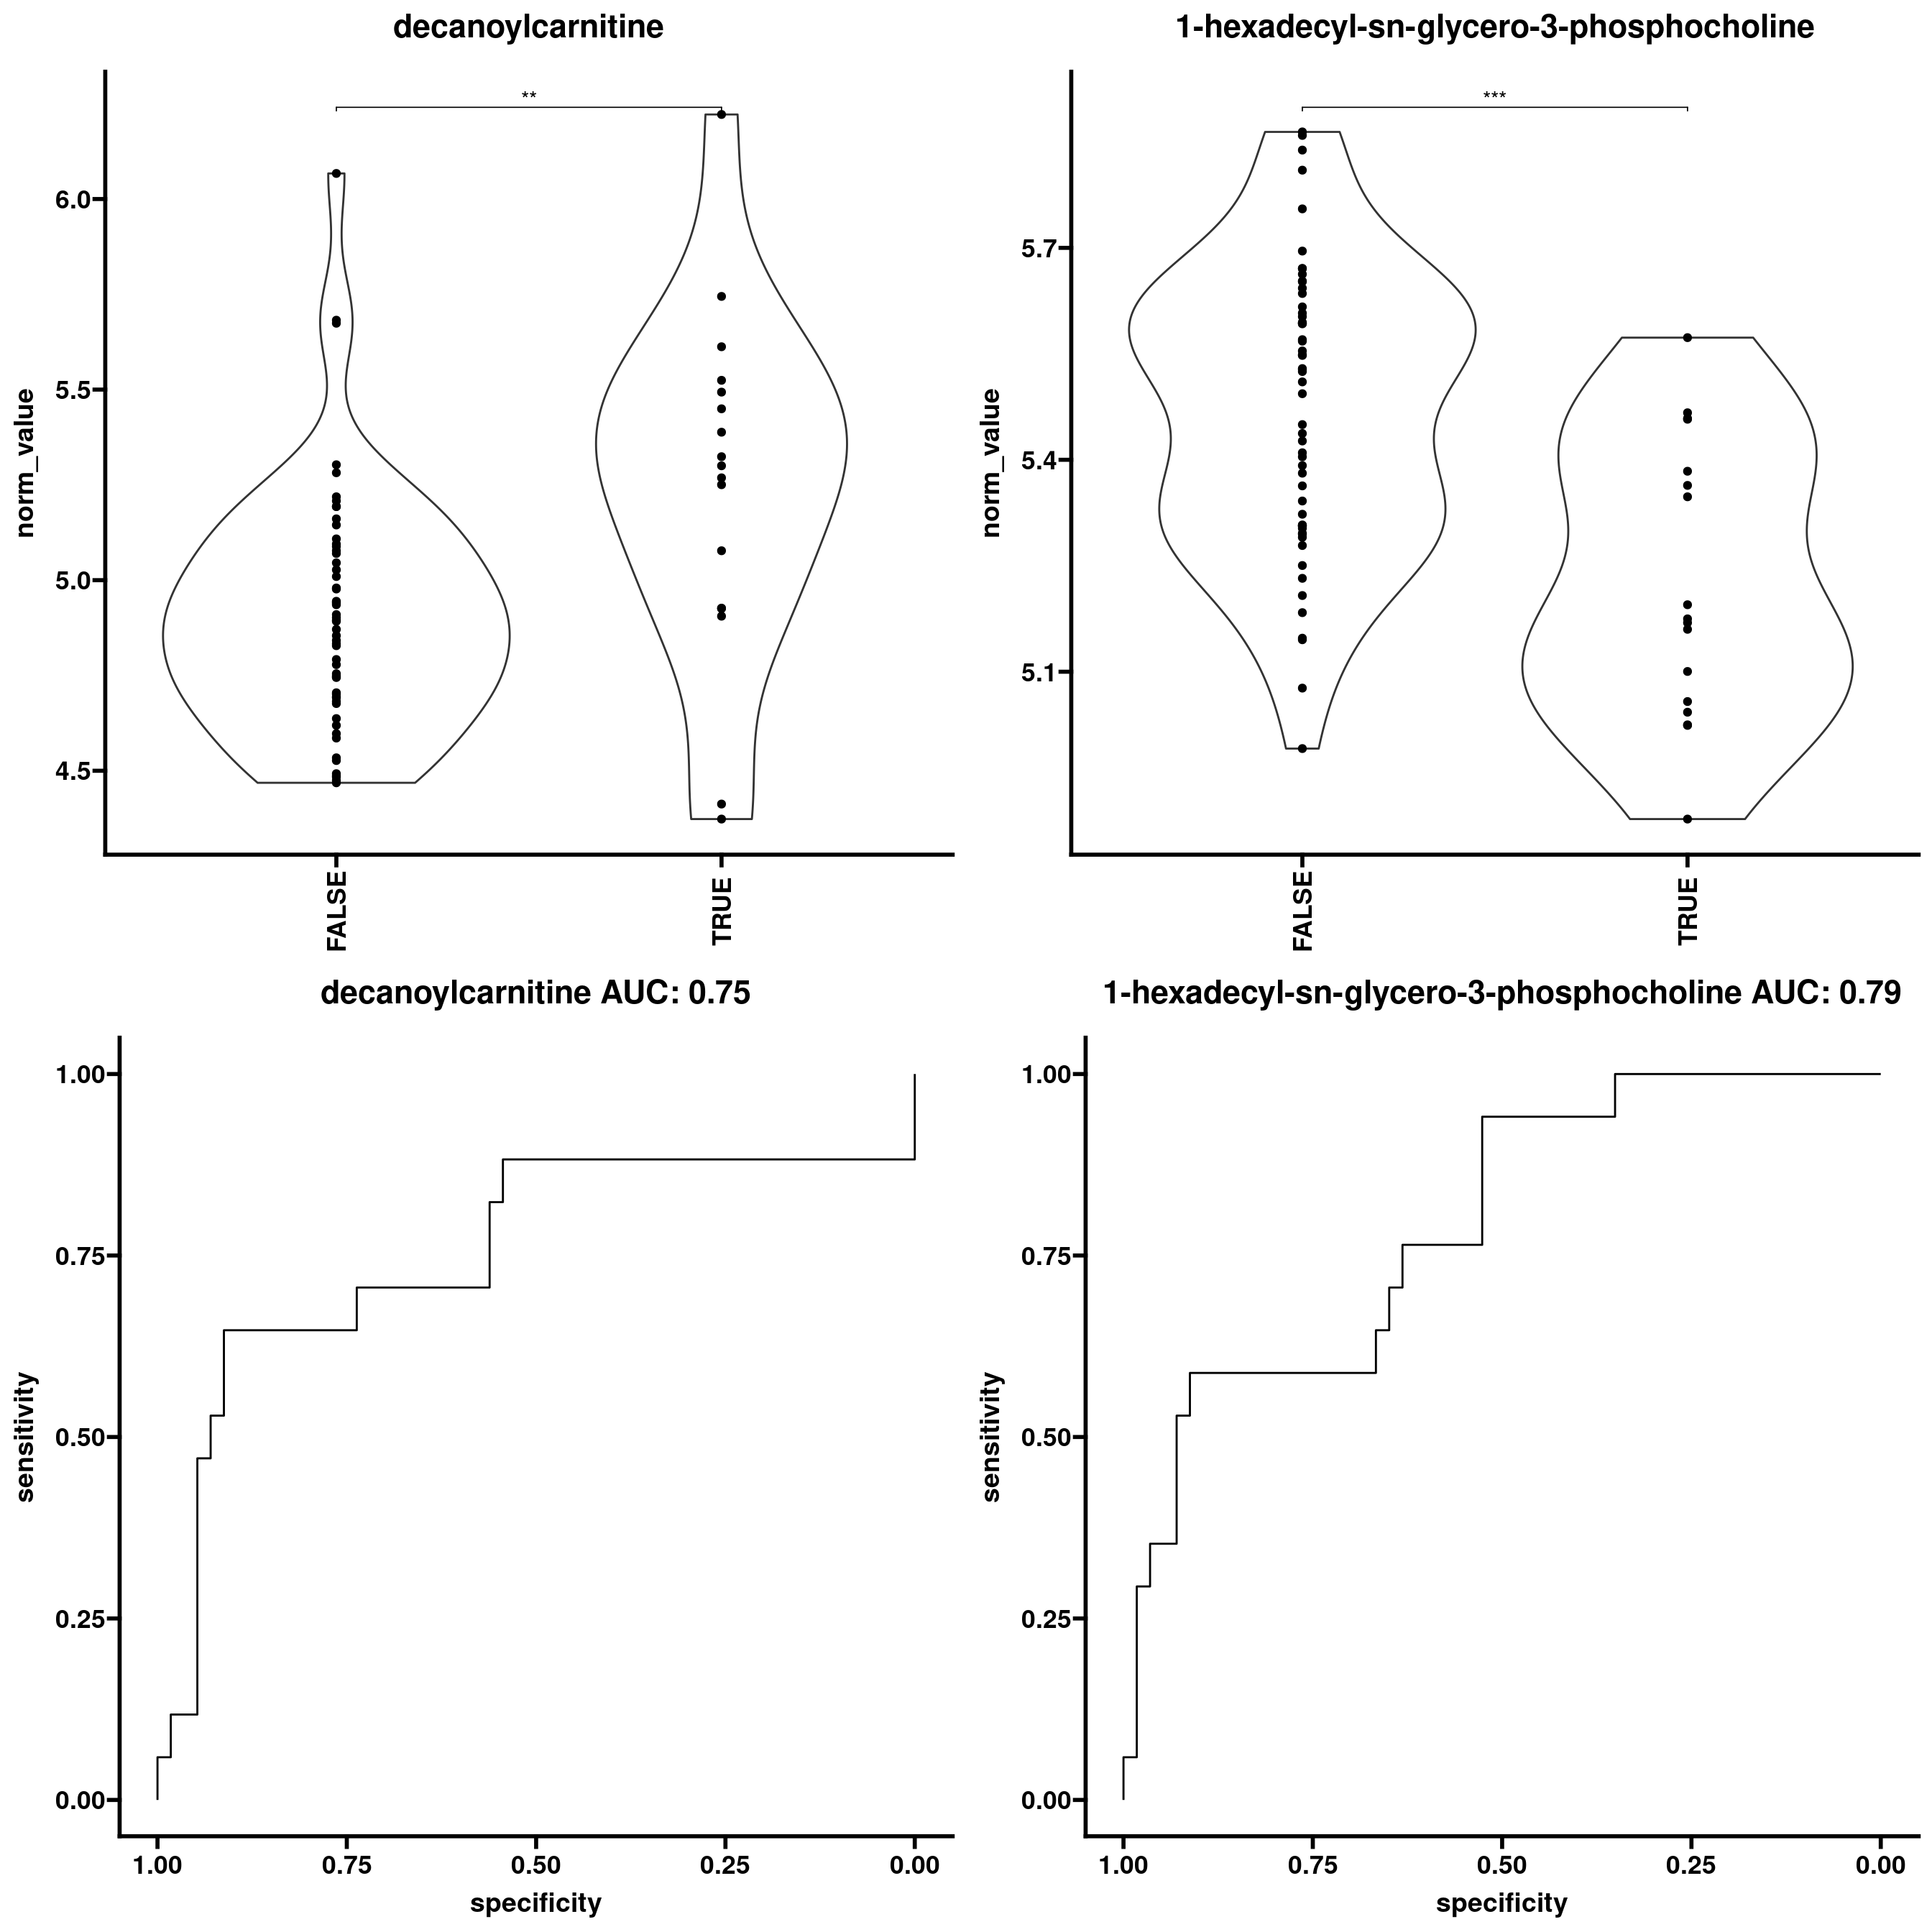 decanoylcarnitine
**
norm_value
6.0
5.5
5.0
4.5
FALSE
TRUE
1-hexadecyl-sn-glycero-3-phosphocholine
***
norm_value
5.7
5.4
5.1
FALSE
TRUE
decanoylcarnitine AUC: 0.75
sensitivity
1.00
0.75
0.50
0.25
0.00
1.00 0.75 0.50 0.25 0.00
specificity
1-hexadecyl-sn-glycero-3-phosphocholine AUC: 0.79
sensitivity
1.00
0.75
0.50
0.25
0.00
1.00 0.75 0.50 0.25 0.00
specificity